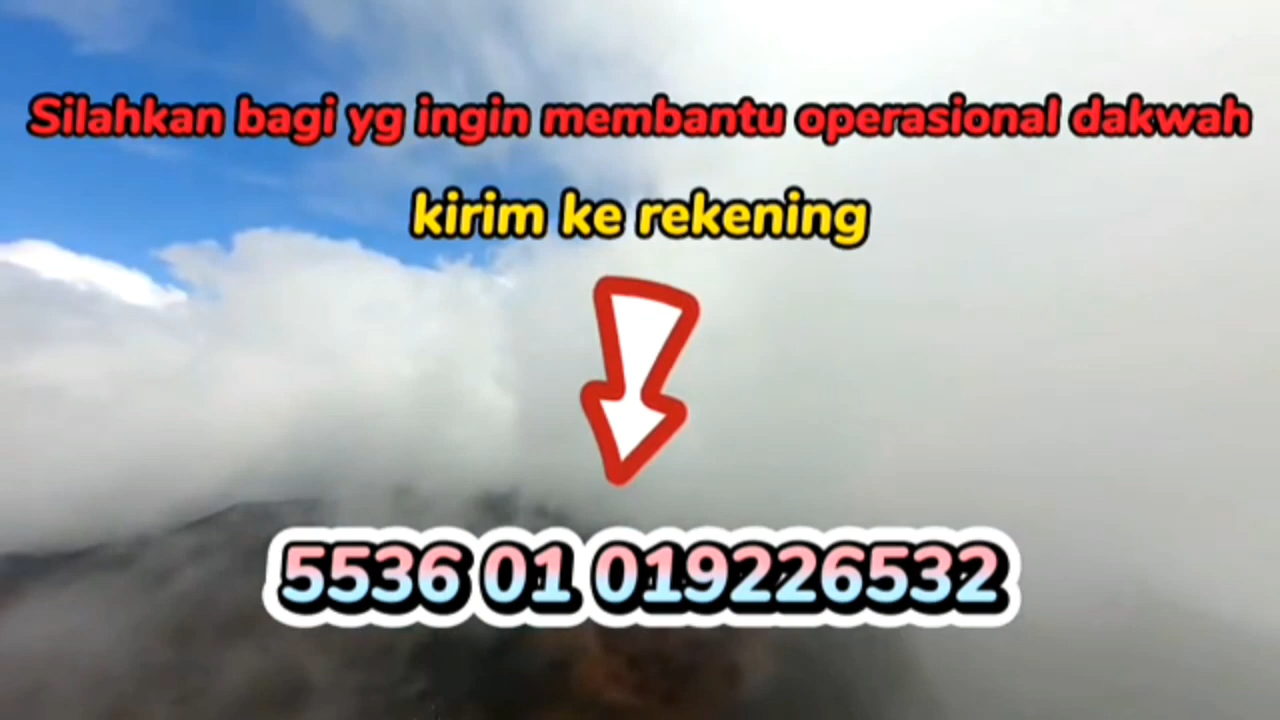 Silahkan bagi yg ingin membantu operasional dakwah
kirim ke rekening
5536 01 019226532